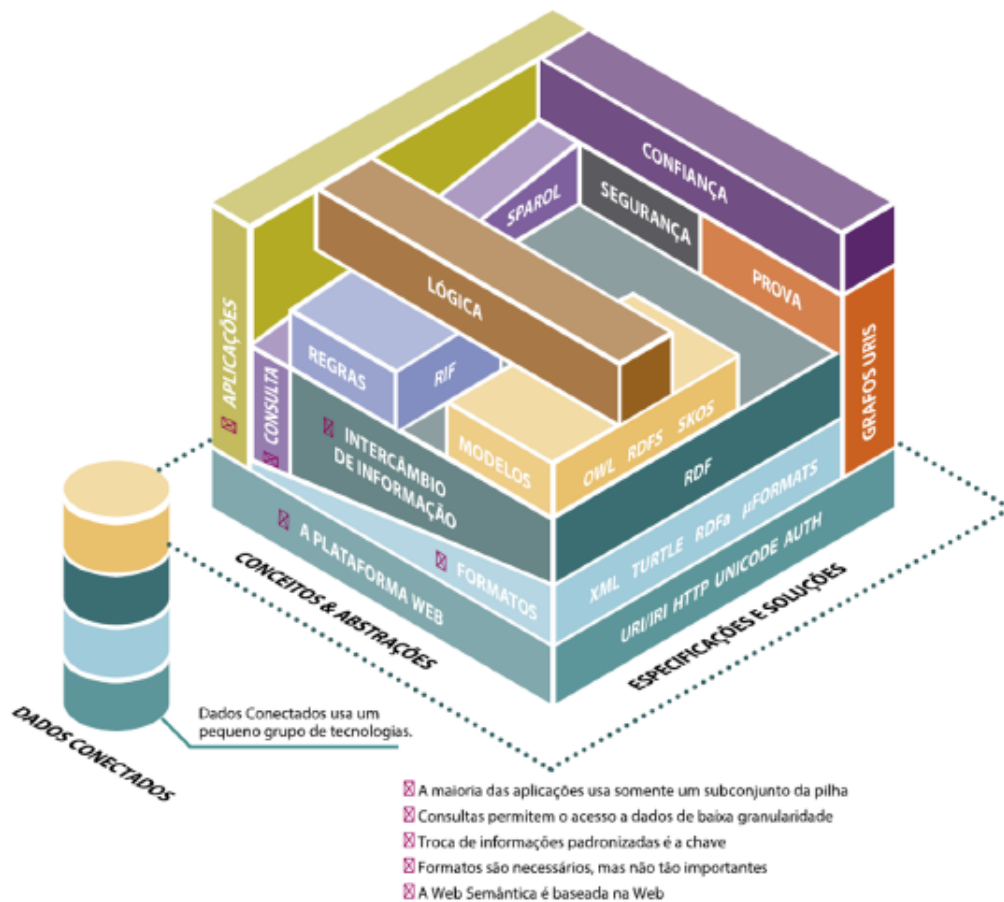 CONFIANÇA
SPARQL
SEGURANÇA
PROVA
LÓGICA
APLICAÇÕES
CONSULTA
REGRAS
RIF
GRAFOS URIS
INTERCÂMBIO
DE INFORMAÇÃO
MODELOS
OWL RDFS SKOS
RDF
A PLATAFORMA WEB
FORMATOS
XML TURTLE RDFa μFORMATS
URI/IRI HTTP UNICODE AUTH
CONCEITOS & ABSTRAÇÕES
ESPECIFICAÇÕES E SOLUÇÕES
DADOS CONECTADOS
Dados Conectados usa um
pequeno grupo de tecnologias.
A maioria das aplicações usa somente um subconjunto da pilha
Consultas permitem o acesso a dados de baixa granularidade
Troca de informações padronizadas é a chave
Formatos são necessários, mas não tão importantes
A Web Semântica é baseada na Web